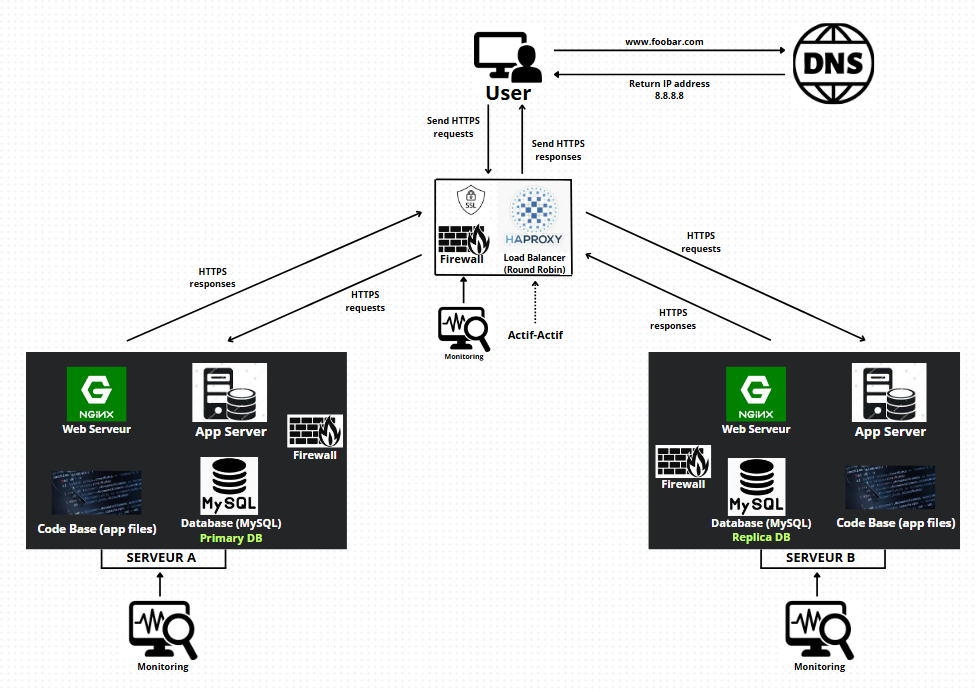 www.foobar.com
DNS
Return IP address
8.8.8.8
User
Send HTTPS
requests
Send HTTPS
responses
SSL
HAPROXY
Firewall
Load Balancer
(Round Robin)
HTTPS
responses
HTTPS
requests
HTTPS
requests
HTTPS
responses
Monitoring
Actif-Actif
NGINX
Web Serveur
App Server
Firewall
Code Base (app files)
MySQL
Database (MySQL)
Primary DB
SERVEUR A
Monitoring
NGINX
Web Serveur
App Server
Firewall
MySQL
Database (MySQL)
Replica DB
Code Base (app files)
SERVEUR B
Monitoring